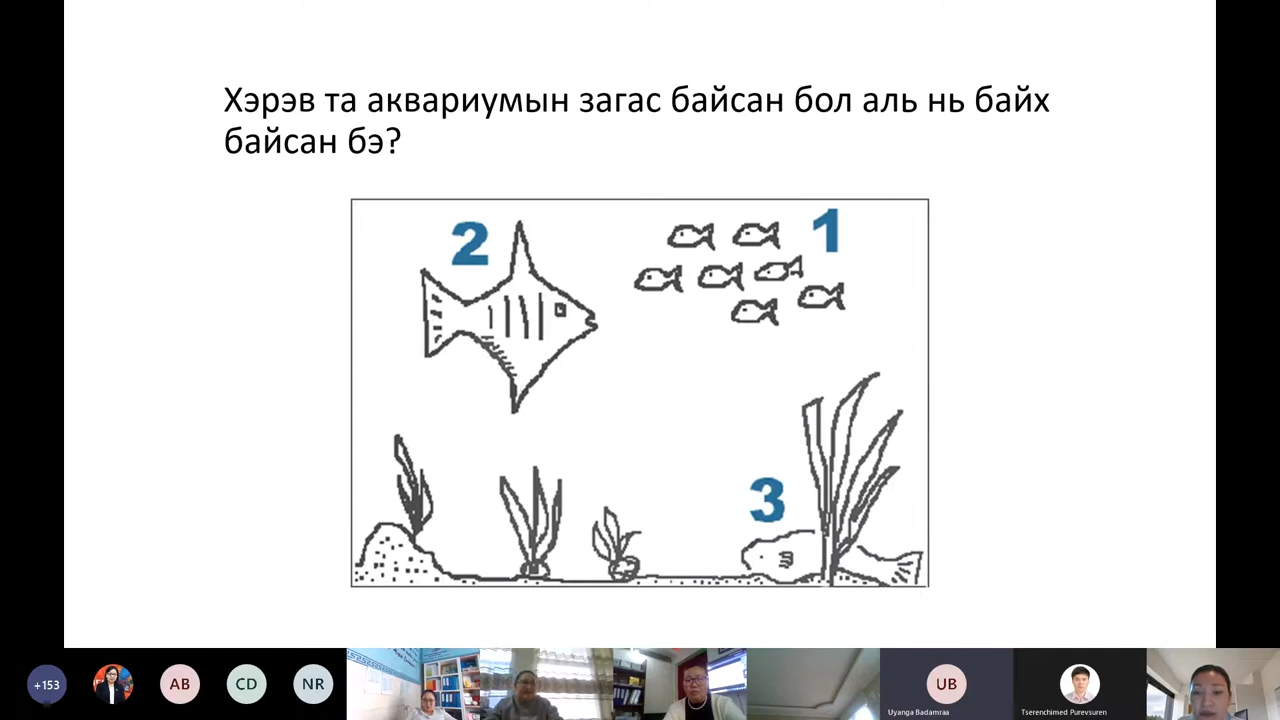 Хэрэв та аквариумын загас байсан бол аль нь байх
байсан бэ?
2
1
3
+153
AB
CD
NR
UB
Uyanga Badamraa
Tserenchimed Purevsuren